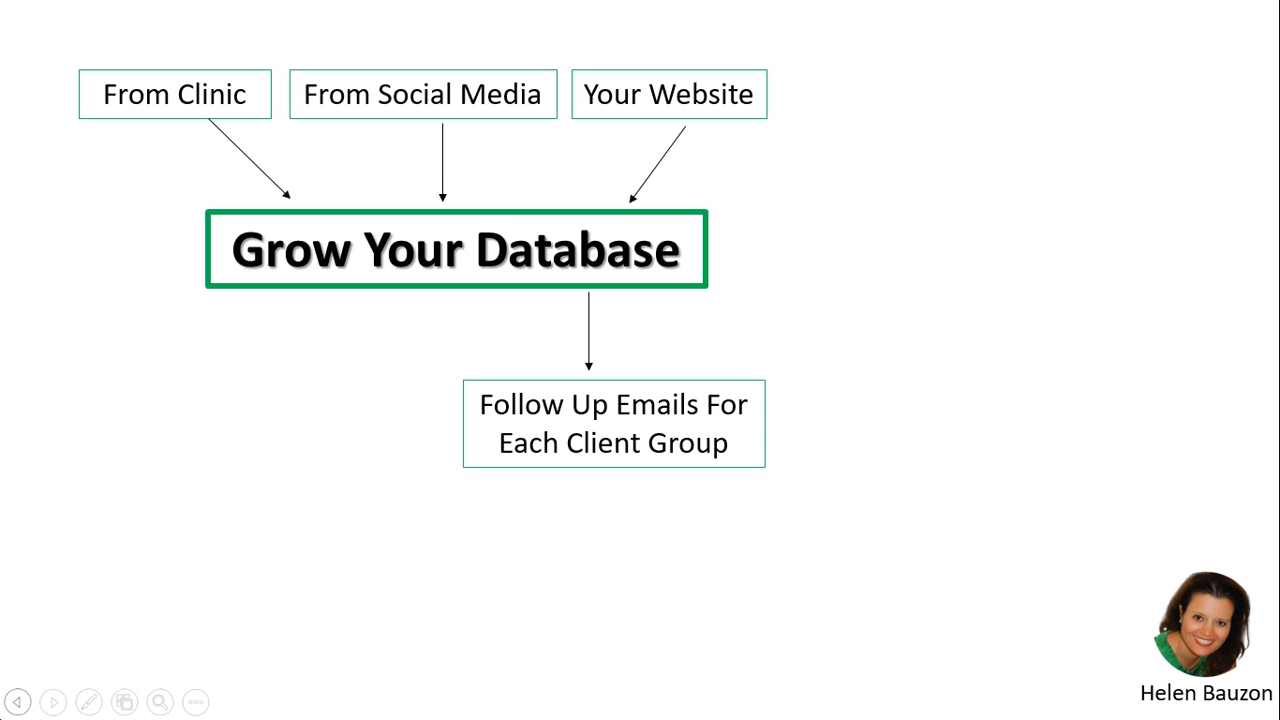 From Clinic
From Social Media
Your Website
Grow Your Database
Follow Up Emails For
Each Client Group
Helen Bauzon